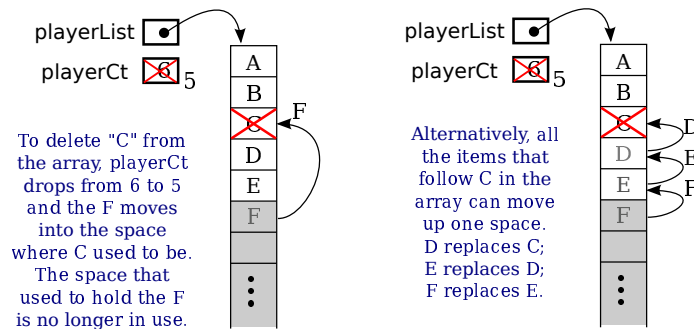 playerList
playerCt
6
5
A
B
C
F
D
E
F
To delete "C" from
the array, playerCt
drops from 6 to 5
and the F moves
into the space
where C used to be.
The space that
used to hold the F
is no longer in use.
playerList
playerCt
6
5
A
B
C
D
D
E
E
F
F
Alternatively, all
the items that
follow C in the
array can move
up one space.
D replaces C;
E replaces D;
F replaces E.